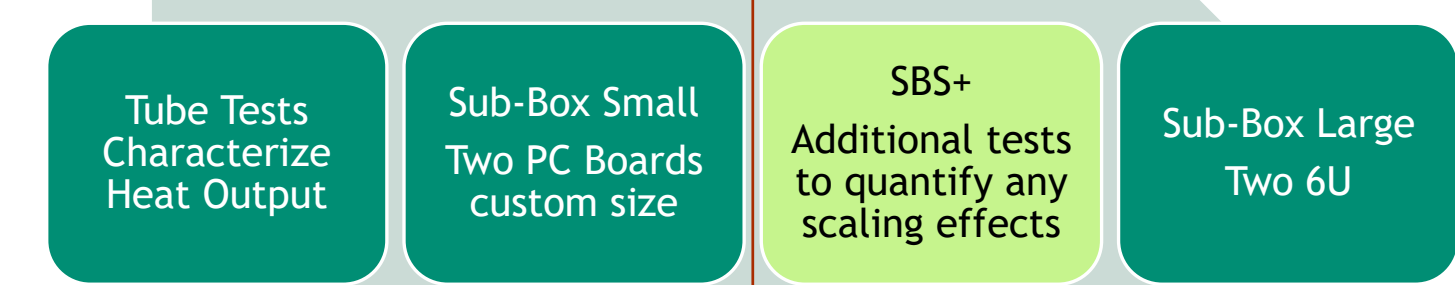 Tube Tests
Characterize
Heat Output
Sub-Box Small
Two PC Boards
custom size
SBS+
Additional tests
to quantify any
scaling effects
Sub-Box Large
Two 6U